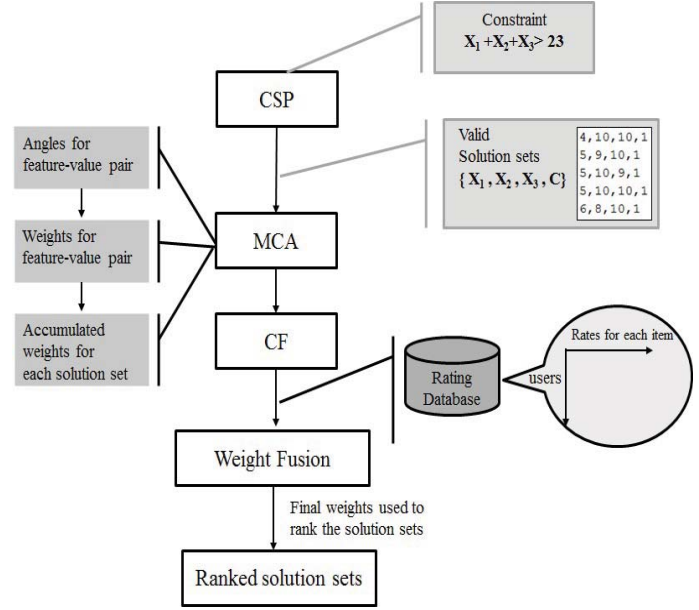 Constraint
X1 +X2+X3> 23
CSP
Valid
Solution sets
{ X1 , X2 , X3 , C}
4,10,10,1
5,9,10,1
5,10,9,1
5,10,10,1
6,8,10,1
Angles for
feature-value pair
Weights for
feature-value pair
Accumulated
weights for
each solution set
MCA
CF
Rating
Database
Rates for each item
users
Weight Fusion
Final weights used to
rank the solution sets
Ranked solution sets